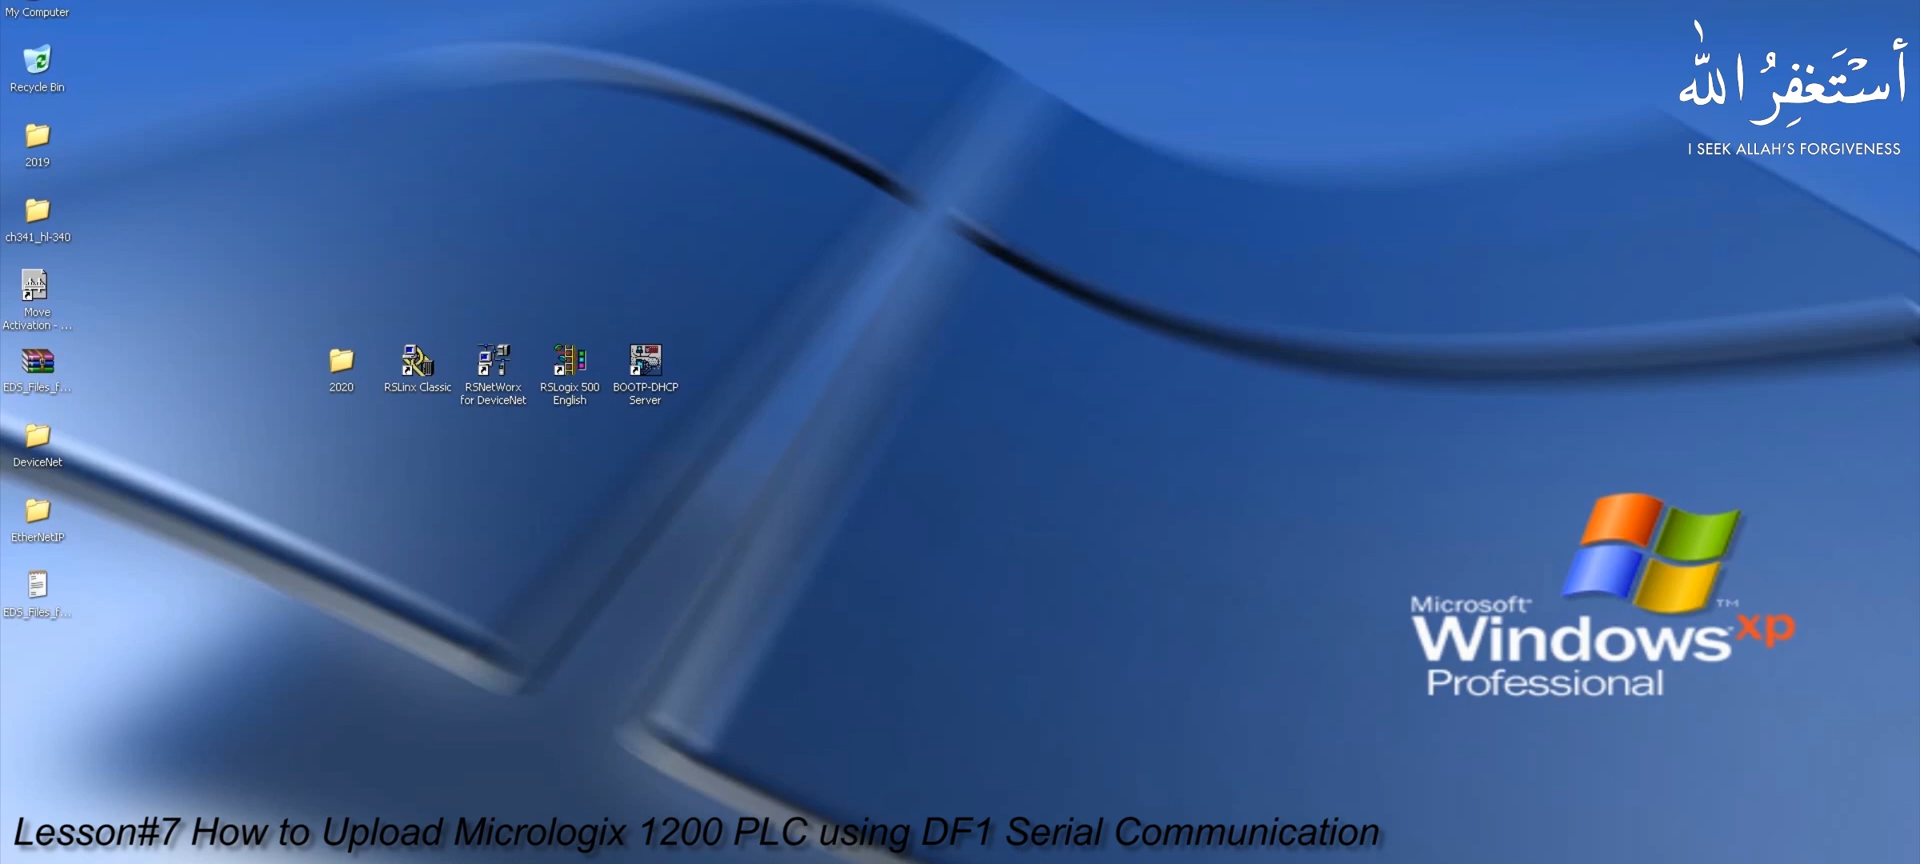 My Computer
Recycle Bin
2019
ch341_hl-340
Move
Activation - ...
EDS_Files_f...
DeviceNet
EtherNetIP
EDS_Files_f...
2020
RSLinx Classic
RSNetWorx
for DeviceNet
RSLogix 500
English
BOOTP-DHCP
Server
أَسْتَغْفِرُ اللّٰه
I SEEK ALLAH'S FORGIVENESS
Microsoft
Windows xp
TM
Professional
Lesson#7 How to Upload Micrologix 1200 PLC using DF1 Serial Communication